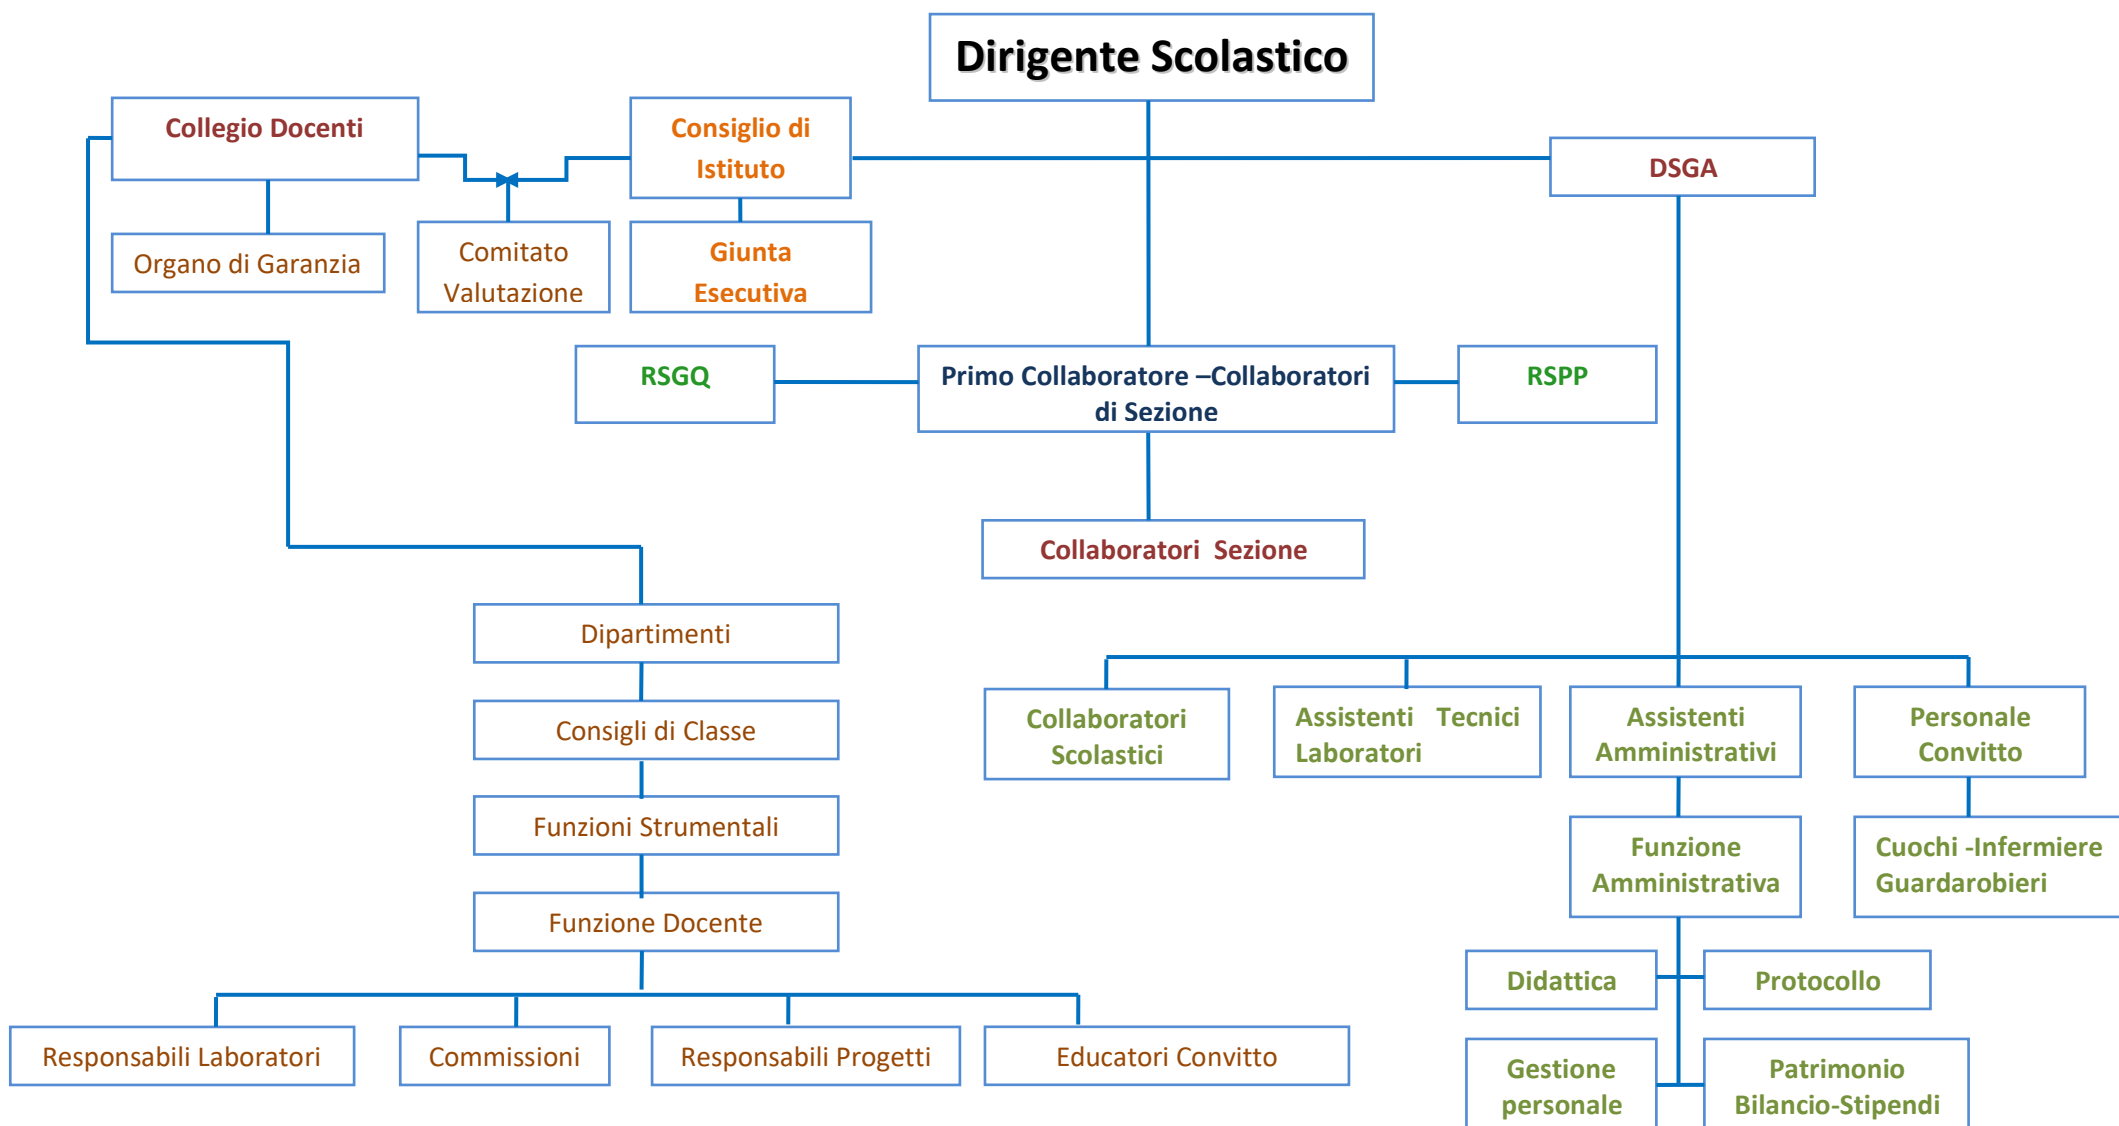 Dirigente Scolastico
Collegio Docenti
Consiglio di
Istituto
DSGA
Organo di Garanzia
Comitato
Valutazione
Giunta
Esecutiva
RSGQ
Primo Collaboratore –Collaboratori
di Sezione
RSPP
Collaboratori Sezione
Dipartimenti
Consigli di Classe
Funzioni Strumentali
Funzione Docente
Responsabili Laboratori
Commissioni
Responsabili Progetti
Educatori Convitto
Collaboratori
Scolastici
Assistenti Tecnici
Laboratori
Assistenti
Amministrativi
Personale
Convitto
Funzione
Amministrativa
Cuochi -Infermiere
Guardarobieri
Didattica
Protocollo
Gestione
personale
Patrimonio
Bilancio-Stipendi